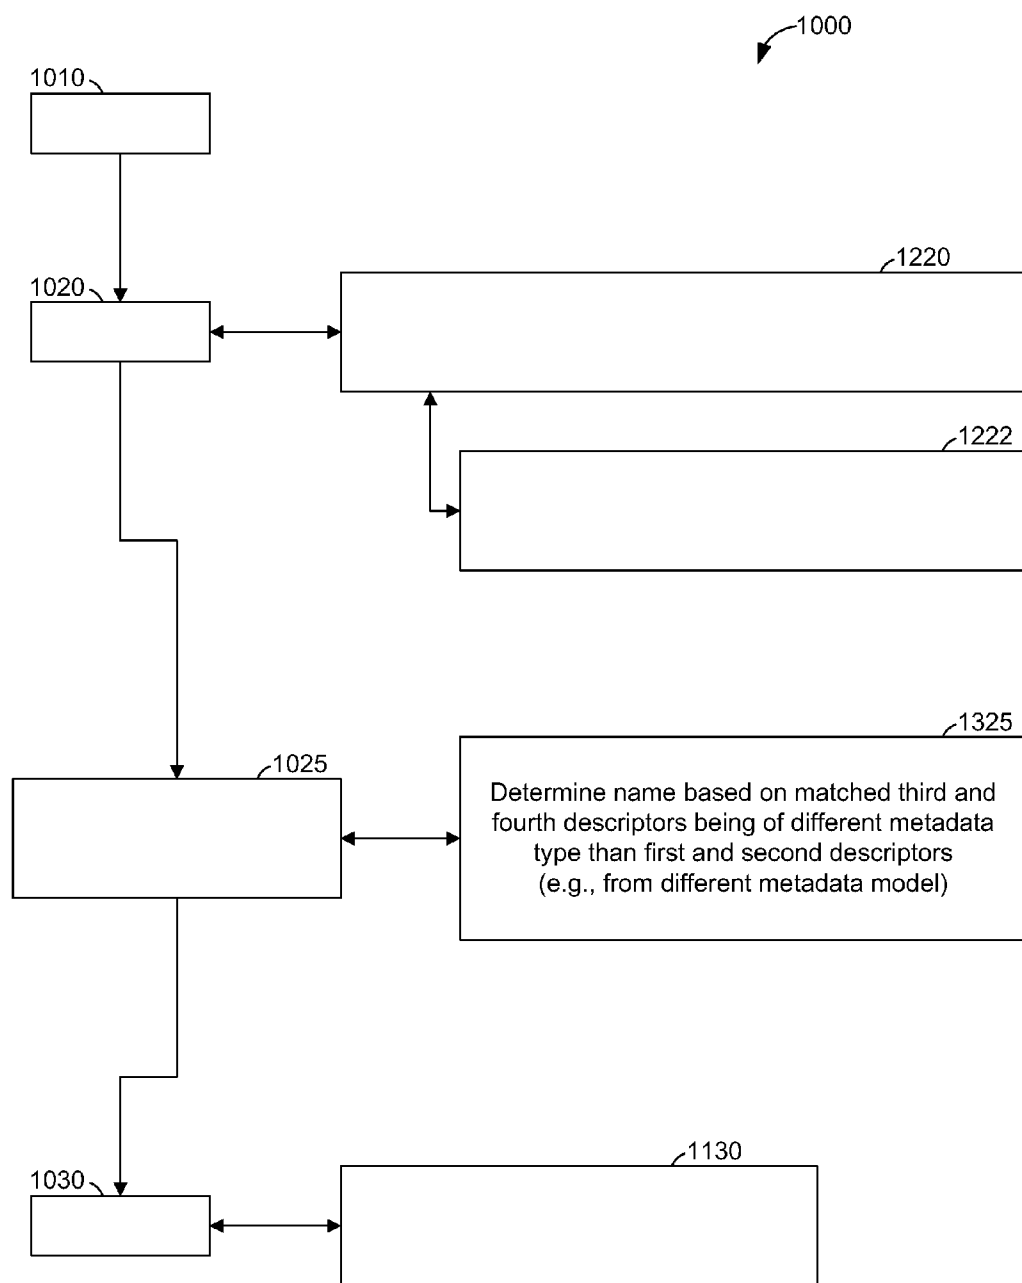 1000
1010
1220
1020
1222
1325
1025
Determine name based on matched third and
fourth descriptors being of different metadata
type than first and second descriptors
(e.g., from different metadata model)
1130
1030